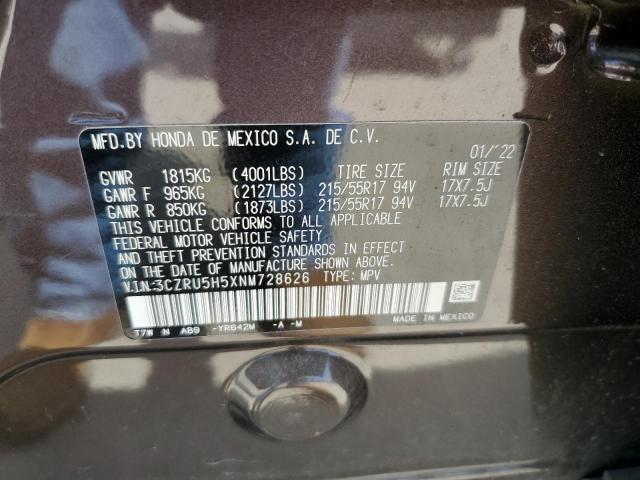 MFD.BY HONDA DE MEXICO S.A. DE C.V.
01/'22
GVWR 1815KG (4001LBS) TIRE SIZE RIM SIZE
GAWR F 965KG (2127LBS) 215/55R17 94V 17X7.5J
GAWR R 850KG (1873LBS) 215/55R17 94V 17X7.5J
THIS VEHICLE CONFORMS TO ALL APPLICABLE
FEDERAL MOTOR VEHICLE SAFETY
AND THEFT PREVENTION STANDARDS IN EFFECT
ON THE DATE OF MANUFACTURE SHOWN ABOVE.
V.I.N:3CZRU5H5XNM728626 TYPE: MPV
T7W N AB9 -YR642M -A -M
MADE IN MEXICO